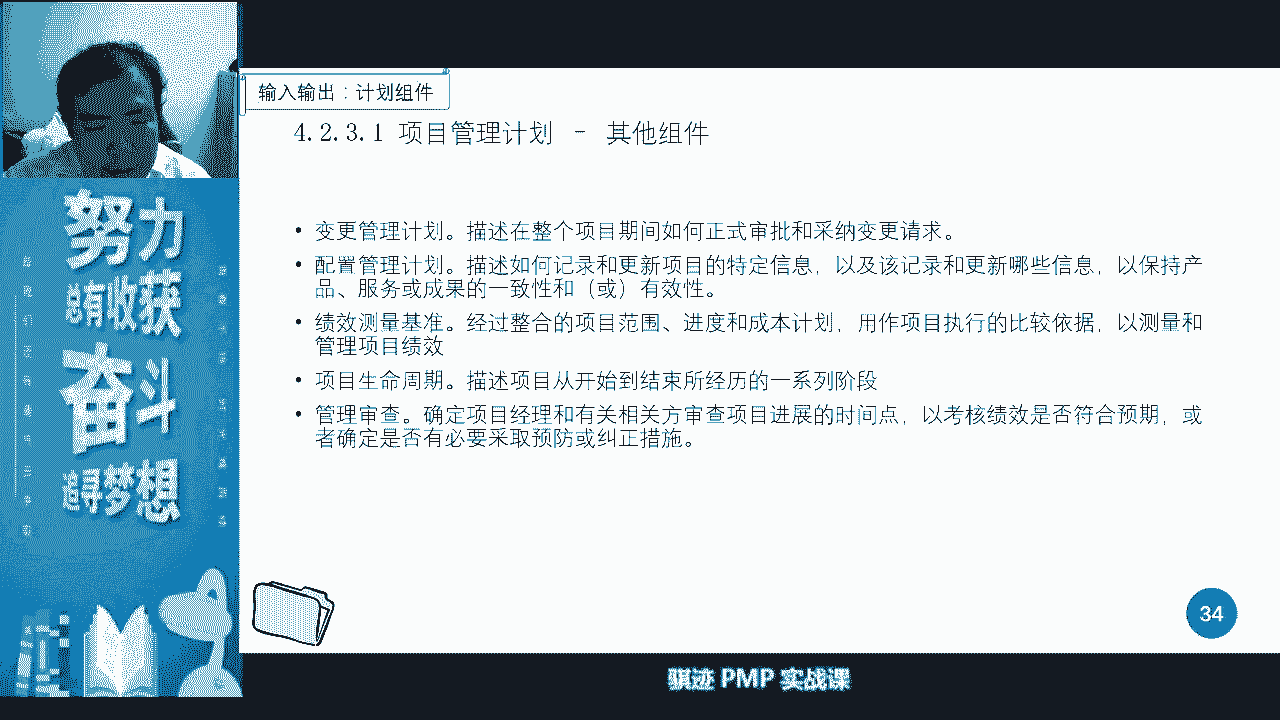 输入输出：计划组件
4.2.3.1 项目管理计划 - 其他组件
• 变更管理计划。描述在整个项目期间如何正式审批和采纳变更请求。
• 配置管理计划。描述如何记录和更新项目的特定信息，以及该记录和更新哪些信息，以保持产
品、服务或成果的一致性和（或）有效性。
• 绩效测量基准。经过整合的项目范围、进度和成本计划，用作项目执行的比较依据，以测量和
管理项目绩效
• 项目生命周期。描述项目从开始到结束所经历的一系列阶段
• 管理审查。确定项目经理和有关相关方审查项目进展的时间点，以考核绩效是否符合预期，或
者确定是否有必要采取预防或纠正措施。
努力
总有收获
奋斗
追寻梦想
34
骐迹 PMP 实战课